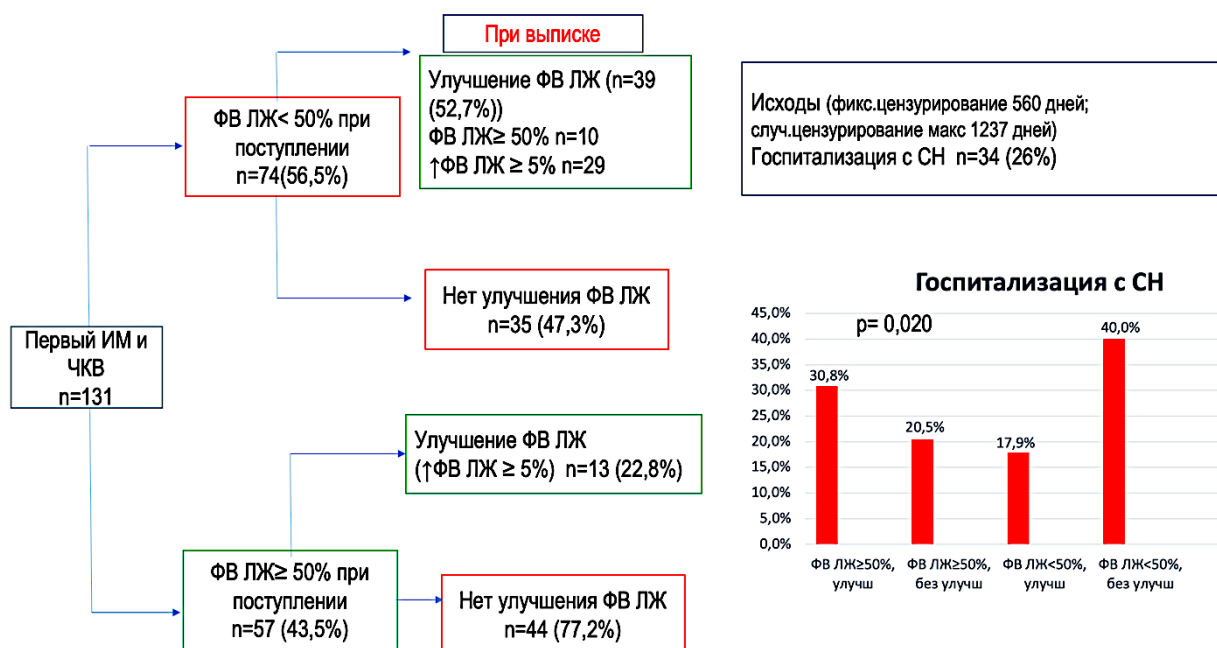 При выписке
Улучшение ФВ ЛЖ (n=39
(52,7%))
ФВ ЛЖ≥ 50% n=10
↑ФВ ЛЖ ≥ 5% n=29
ФВ ЛЖ< 50% при
поступлении
n=74(56,5%)
Нет улучшения ФВ ЛЖ
n=35 (47,3%)
Первый ИМ и
ЧКВ
n=131
Улучшение ФВ ЛЖ
(↑ФВ ЛЖ ≥ 5%) n=13 (22,8%)
ФВ ЛЖ≥ 50% при
поступлении
n=57 (43,5%)
Нет улучшения ФВ ЛЖ
n=44 (77,2%)
Исходы (фикс.цензурирование 560 дней;
случ.цензурирование макс 1237 дней)
Госпитализация с СН n=34 (26%)
Госпитализация с СН
p= 0,020
45,0%
40,0%
35,0%
30,0%
25,0%
20,0%
15,0%
10,0%
5,0%
0,0%
30,8%
20,5%
17,9%
40,0%
ФВ ЛЖ≥50%,
улучш
ФВ ЛЖ≥50%,
без улучш
ФВ ЛЖ<50%,
улучш
ФВ ЛЖ<50%,
без улучш